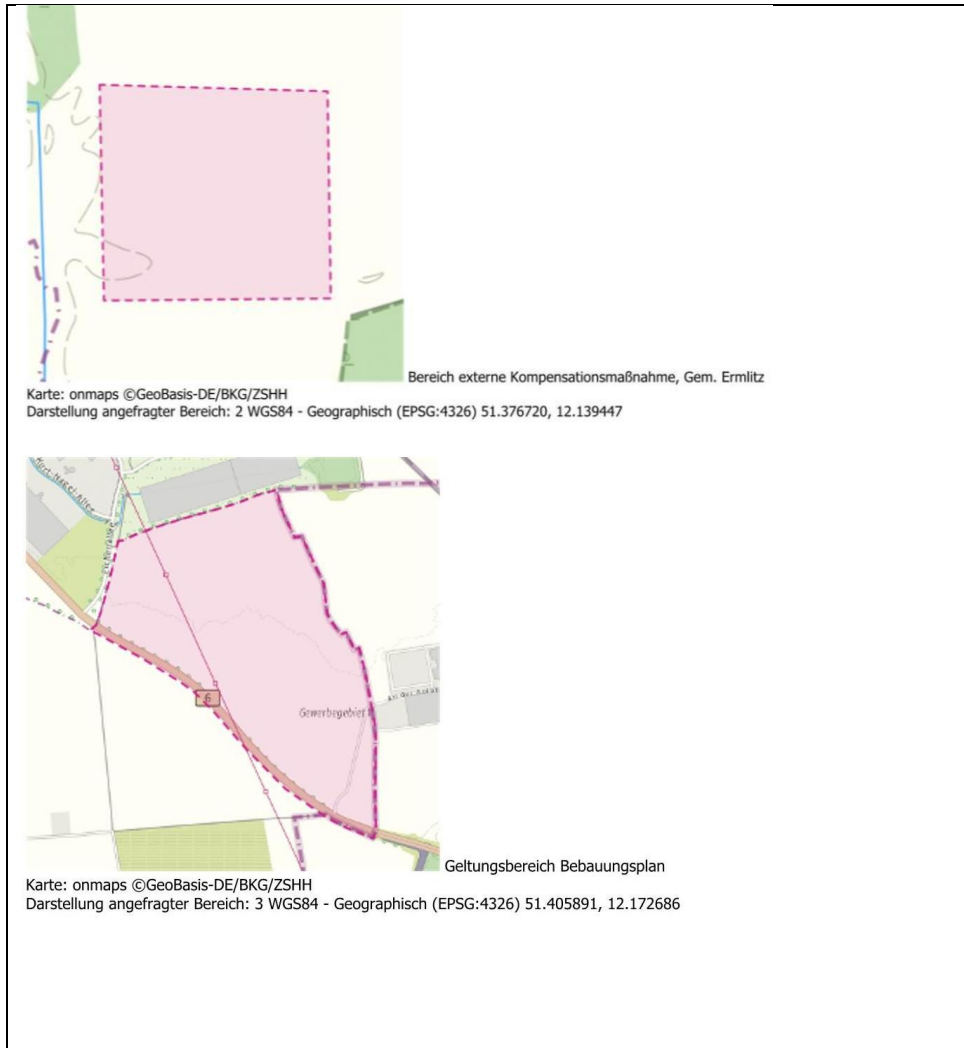 Bereich externe Kompensationsmaßnahme, Gem. Ermlitz
Karte: onmaps ©GeoBasis-DE/BKG/ZSHH
Darstellung angefragter Bereich: 2 WGS84 - Geographisch (EPSG:4326) 51.376720, 12.139447
6
Gewerbegebiet
Geltungsbereich Bebauungsplan
Karte: onmaps ©GeoBasis-DE/BKG/ZSHH
Darstellung angefragter Bereich: 3 WGS84 - Geographisch (EPSG:4326) 51.405891, 12.172686